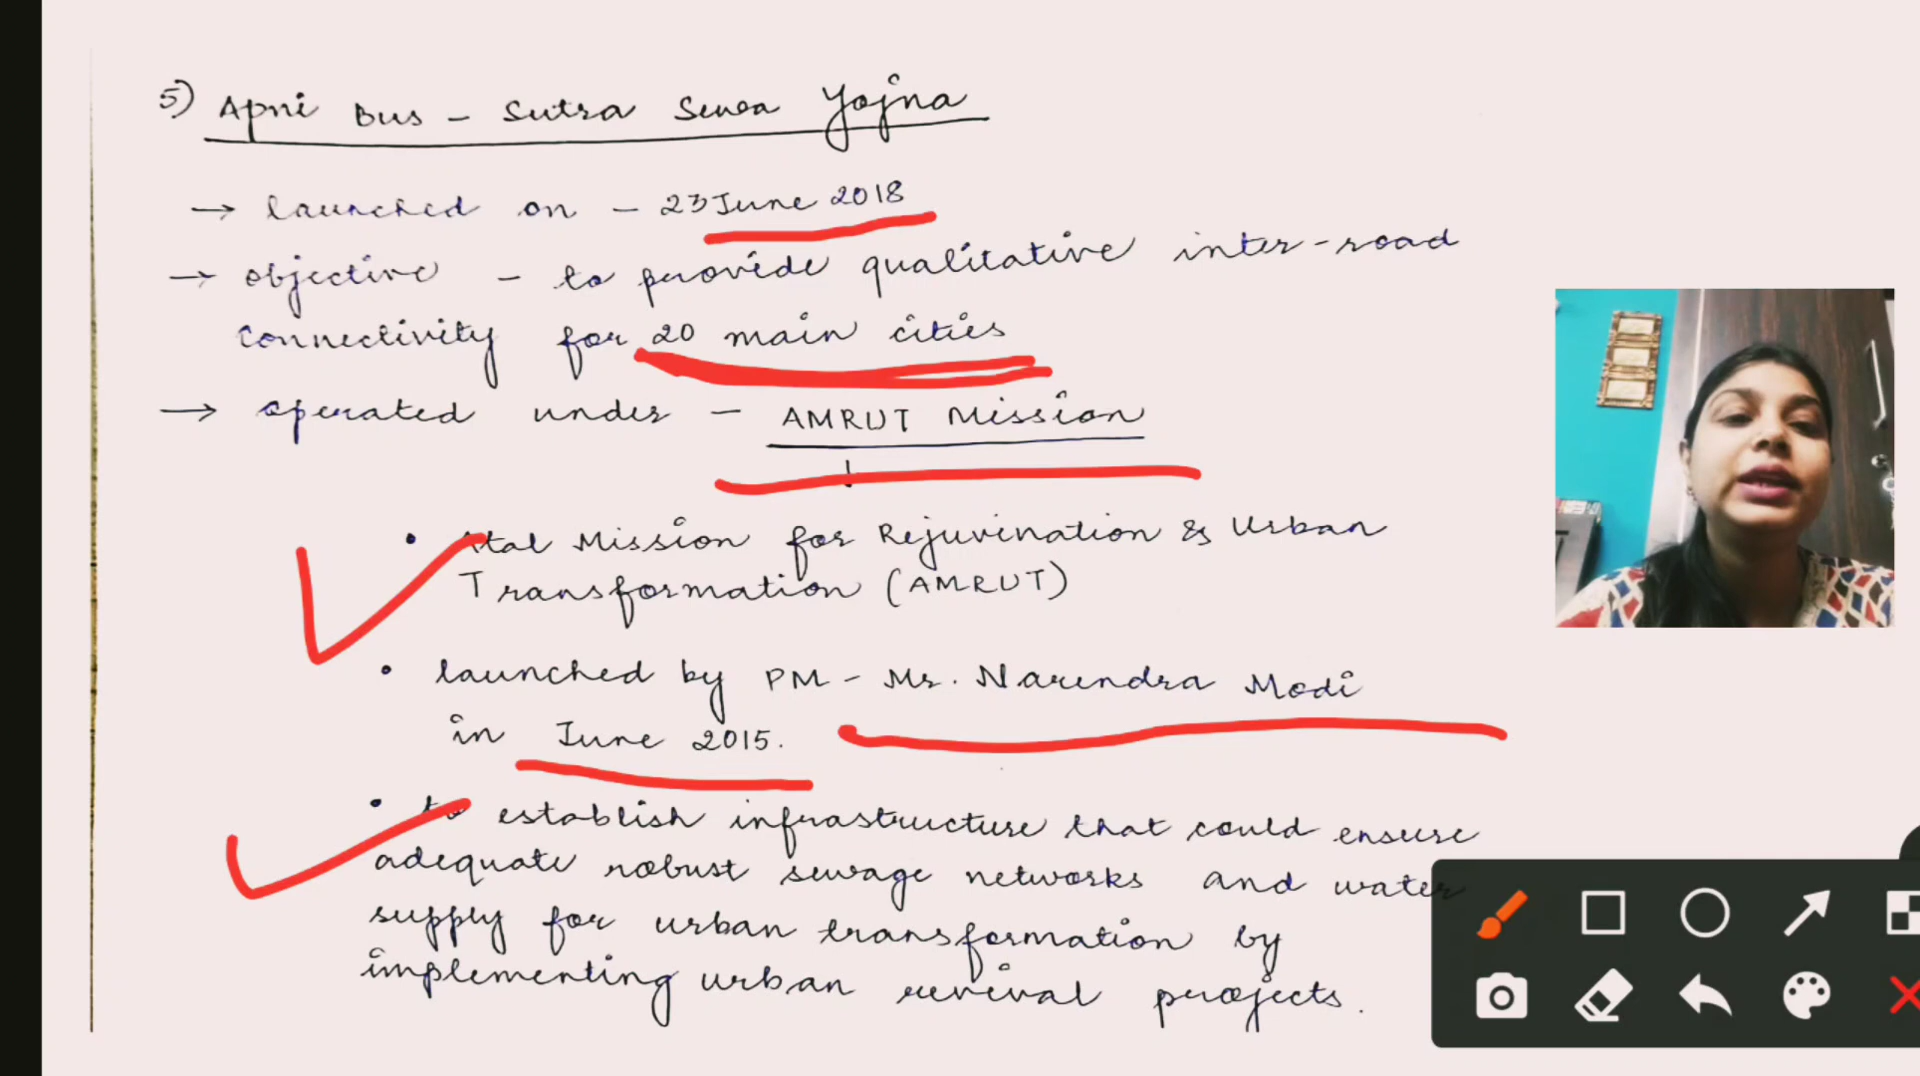 5) Apni Bus - Sutra Sewa Yojna
→ launched on - 23 June 2018
→ objective - to provide qualitative inter-road
connectivity for 20 main cities
→ operated under - AMRUT Mission
• Atal Mission for Rejuvination & Urban
Transformation (AMRUT)
• launched by PM - Mr. Narendra Modi
in June 2015.
• to establish infrastructure that could ensure
adequate robust sewage networks and water
supply for urban transformation by
implementing urban revival projects.